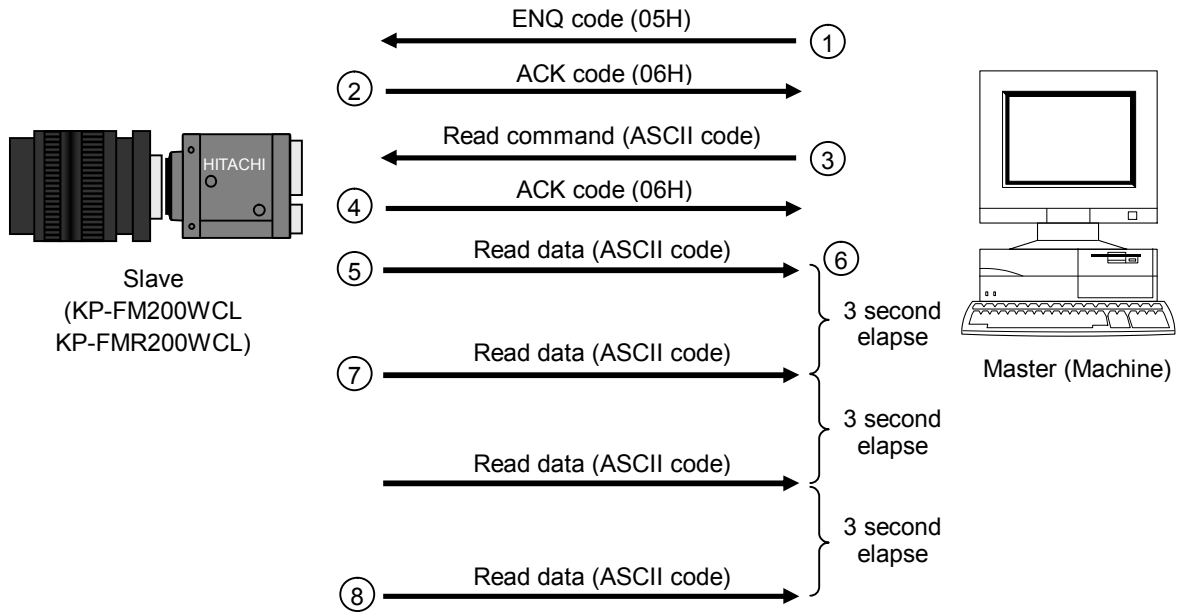 ENQ code (05H)
1
ACK code (06H)
2
Read command (ASCII code)
3
HITACHI
ACK code (06H)
4
Read data (ASCII code)
5
6
Slave
(KP-FM200WCL
KP-FMR200WCL)
3 second
elapse
Read data (ASCII code)
7
Master (Machine)
3 second
elapse
Read data (ASCII code)
3 second
elapse
Read data (ASCII code)
8